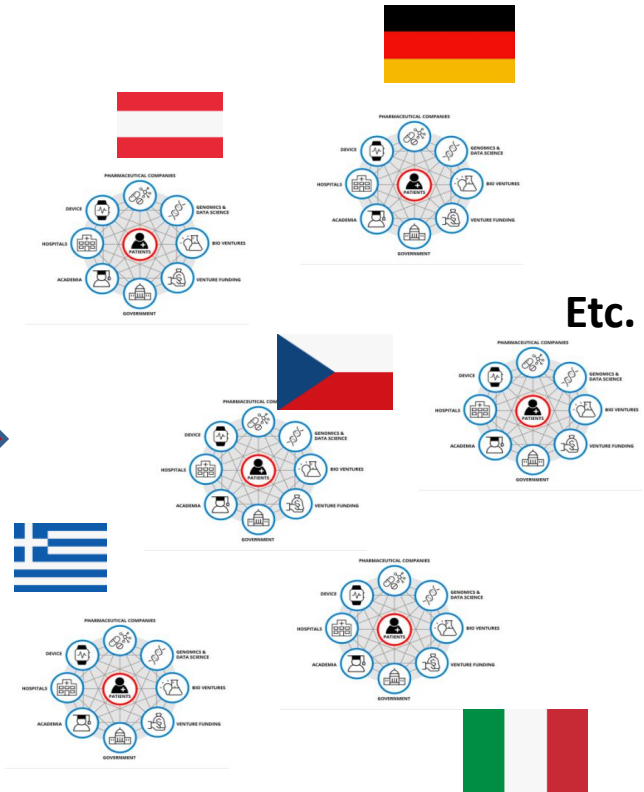 PHARMACEUTICAL COMPANIES
DEVICE
GENOMICS &
DATA SCIENCE
HOSPITALS
PATIENTS
BIO VENTURES
ACADEMIA
VENTURE FUNDING
GOVERNMENT
PHARMACEUTICAL COMPANIES
DEVICE
GENOMICS &
DATA SCIENCE
HOSPITALS
PATIENTS
BIO VENTURES
ACADEMIA
VENTURE FUNDING
GOVERNMENT
Etc.
PHARMACEUTICAL COMPANIES
DEVICE
GENOMICS &
DATA SCIENCE
HOSPITALS
PATIENTS
BIO VENTURES
ACADEMIA
VENTURE FUNDING
GOVERNMENT
PHARMACEUTICAL COM
DEVICE
GENOMICS &
DATA SCIENCE
HOSPITALS
PATIENTS
BIO VENTURES
ACADEMIA
VENTURE FUNDING
GOVERNMENT
PHARMACEUTICAL COMPANIES
DEVICE
GENOMICS &
DATA SCIENCE
HOSPITALS
PATIENTS
BIO VENTURES
ACADEMIA
VENTURE FUNDING
GOVERNMENT
PHARMACEUTICAL COMPANIES
DEVICE
GENOMICS &
DATA SCIENCE
HOSPITALS
PATIENTS
BIO VENTURES
ACADEMIA
VENTURE FUNDING
GOVERNMENT